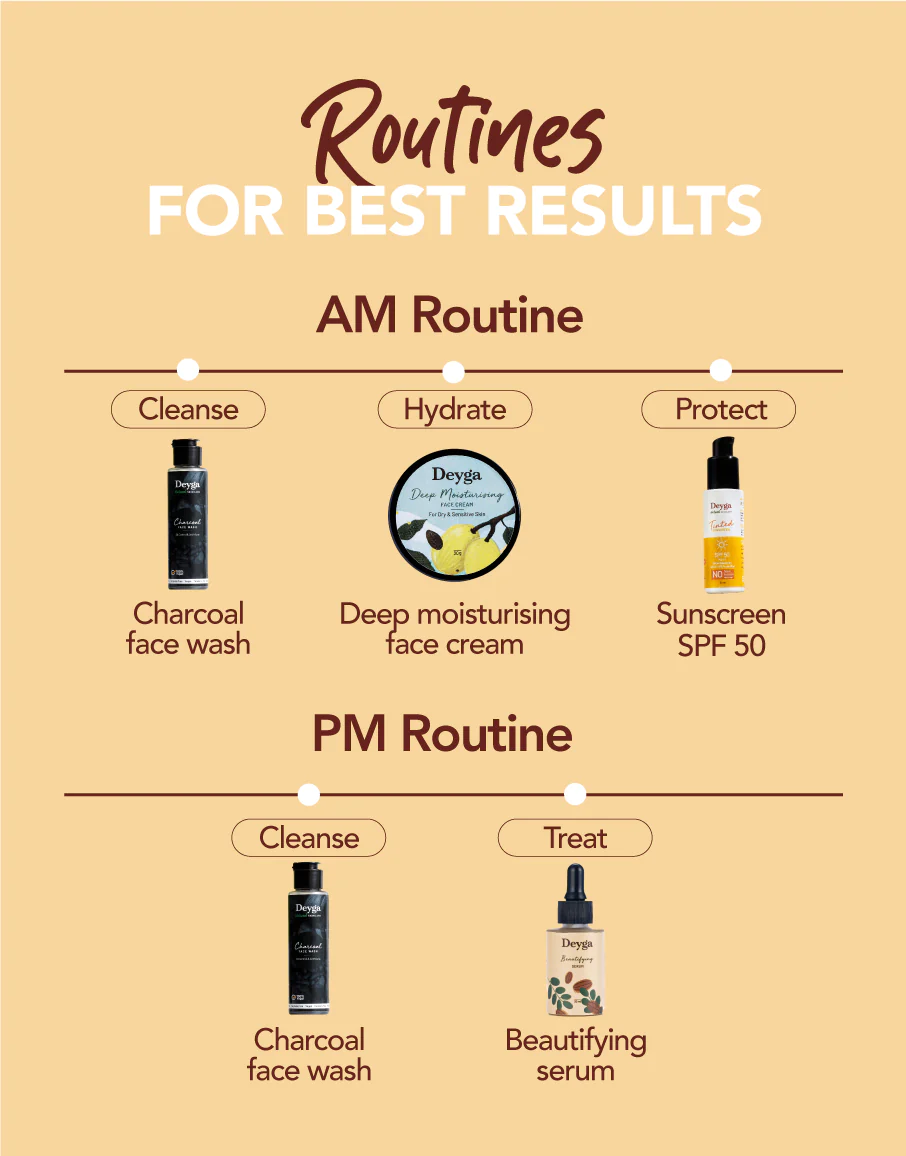 Routines
FOR BEST RESULTS
AM Routine
Cleanse
Hydrate
Protect
Deyga
Charcoal
FACE WASH
Deyga
Deep Moisturising
FACE CREAM
For Dry & Sensitive Skin
30g
Deyga
Tinted
SPF 50
NO
Charcoal
face wash
Deep moisturising
face cream
Sunscreen
SPF 50
PM Routine
Cleanse
Treat
Deyga
Charcoal
FACE WASH
Deyga
Beautifying
SERUM
Charcoal
face wash
Beautifying
serum